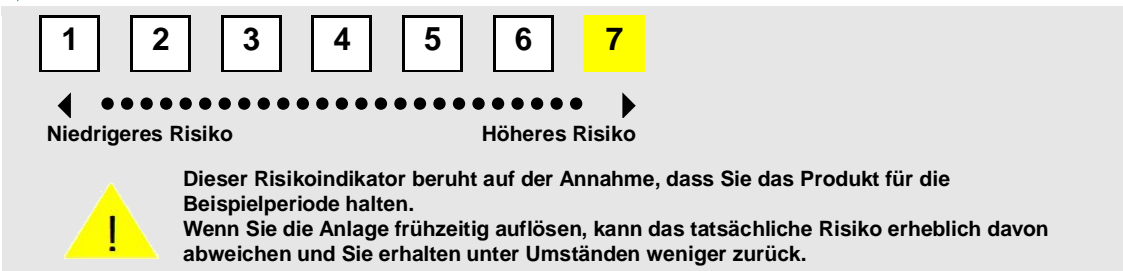 1 2 3 4 5 6 7
Niedrigeres Risiko Höheres Risiko
Dieser Risikoindikator beruht auf der Annahme, dass Sie das Produkt für die
Beispielperiode halten.
Wenn Sie die Anlage frühzeitig auflösen, kann das tatsächliche Risiko erheblich davon
abweichen und Sie erhalten unter Umständen weniger zurück.
!